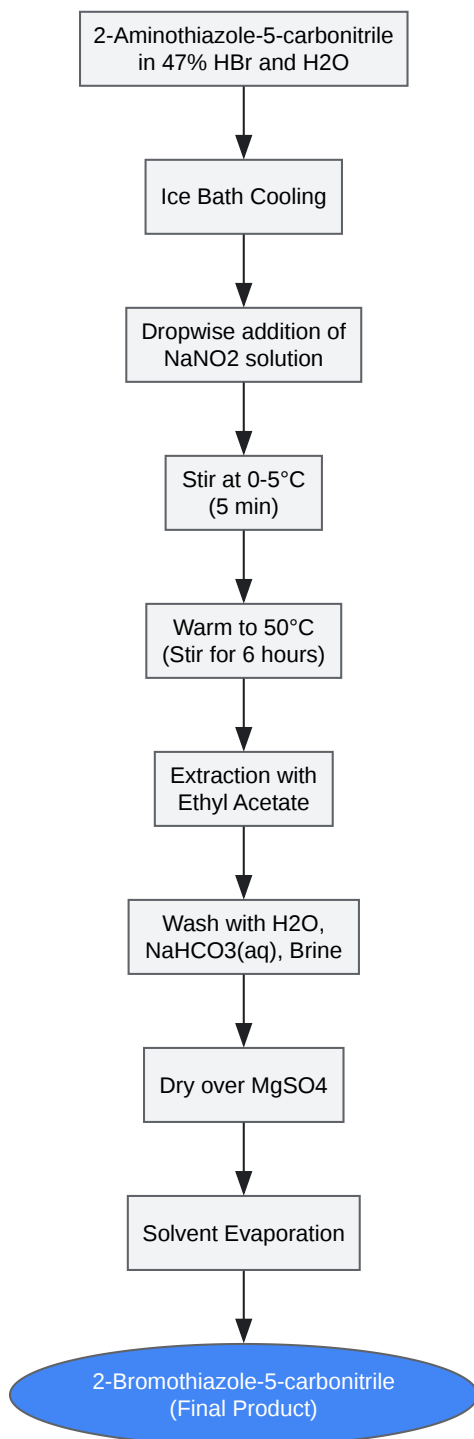 2-Aminothiazole-5-carbonitrile
in 47% HBr and H2O
Ice Bath Cooling
Dropwise addition of
NaNO2 solution
Stir at 0-5°C
(5 min)
Warm to 50°C
(Stir for 6 hours)
Extraction with
Ethyl Acetate
Wash with H2O,
NaHCO3(aq), Brine
Dry over MgSO4
Solvent Evaporation
2-Bromothiazole-5-carbonitrile
(Final Product)